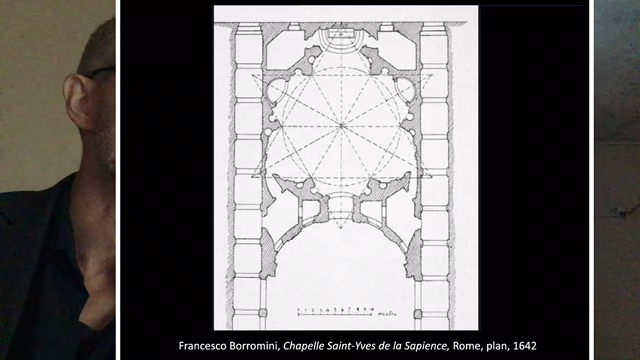 Francesco Borromini, Chapelle Saint-Yves de la Sapience, Rome, plan, 1642